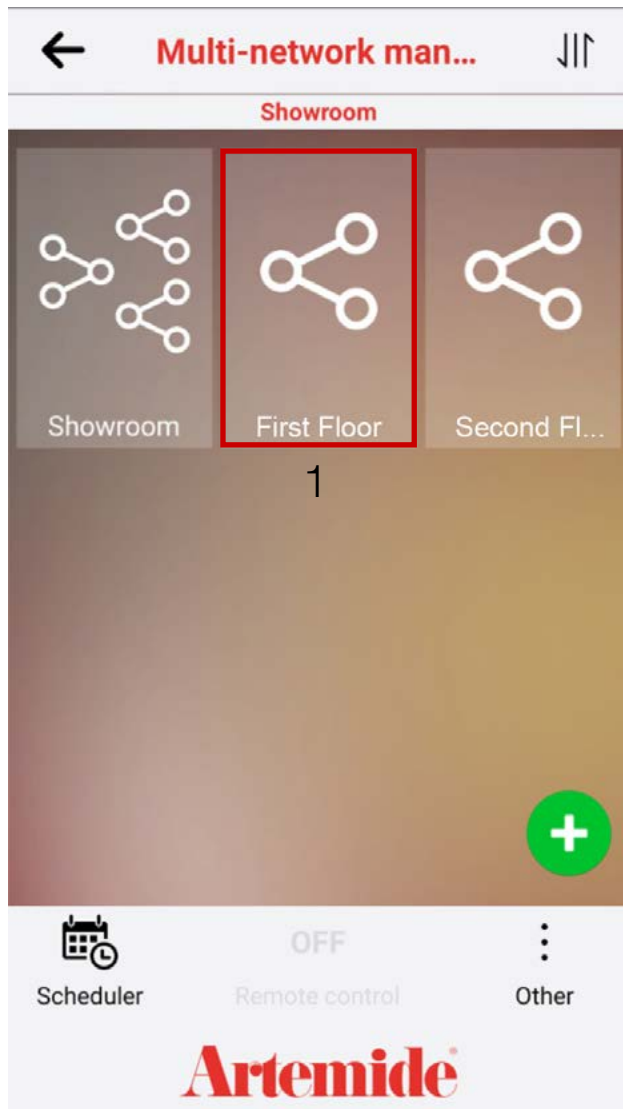 Multi-network man...
Showroom
Showroom
First Floor
Second Fl...
1
OFF
Scheduler
Remote control
Other
Artemide